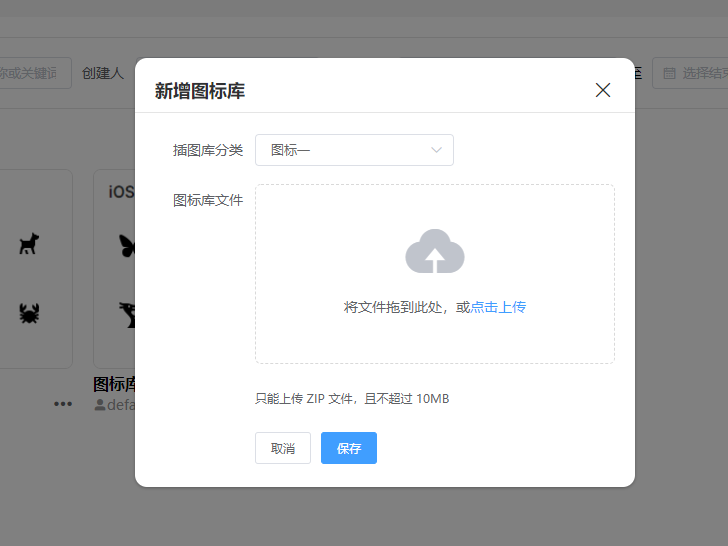 称或关键词
创建人
至
选择结束
新增图标库
插图库分类
图标一
图标库文件
iOS
将文件拖到此处，或点击上传
图标库
defa
只能上传 ZIP 文件，且不超过 10MB
取消
保存